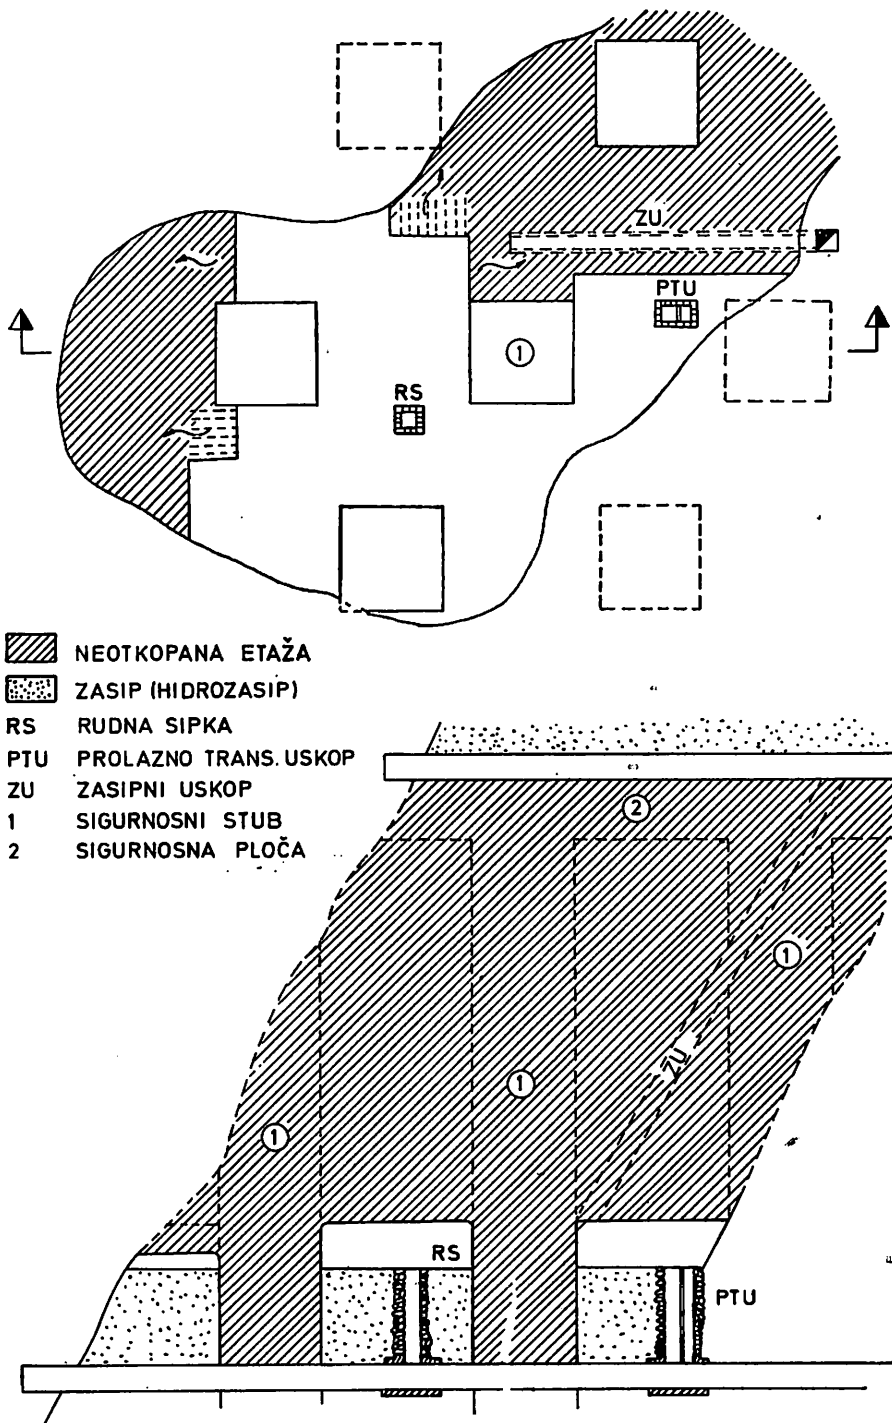 ZU
PTU
1
RS
NEOTKOPANA ETAŽA
ZASIP (HIDROZASIP)
RS RUDNA SIPKA
PTU PROLAZNO TRANS. USKOP
ZU ZASIPNI USKOP
1 SIGURNOSNI STUB
2 SIGURNOSNA PLOČA
2
1
ZU
1
1
RS
PTU